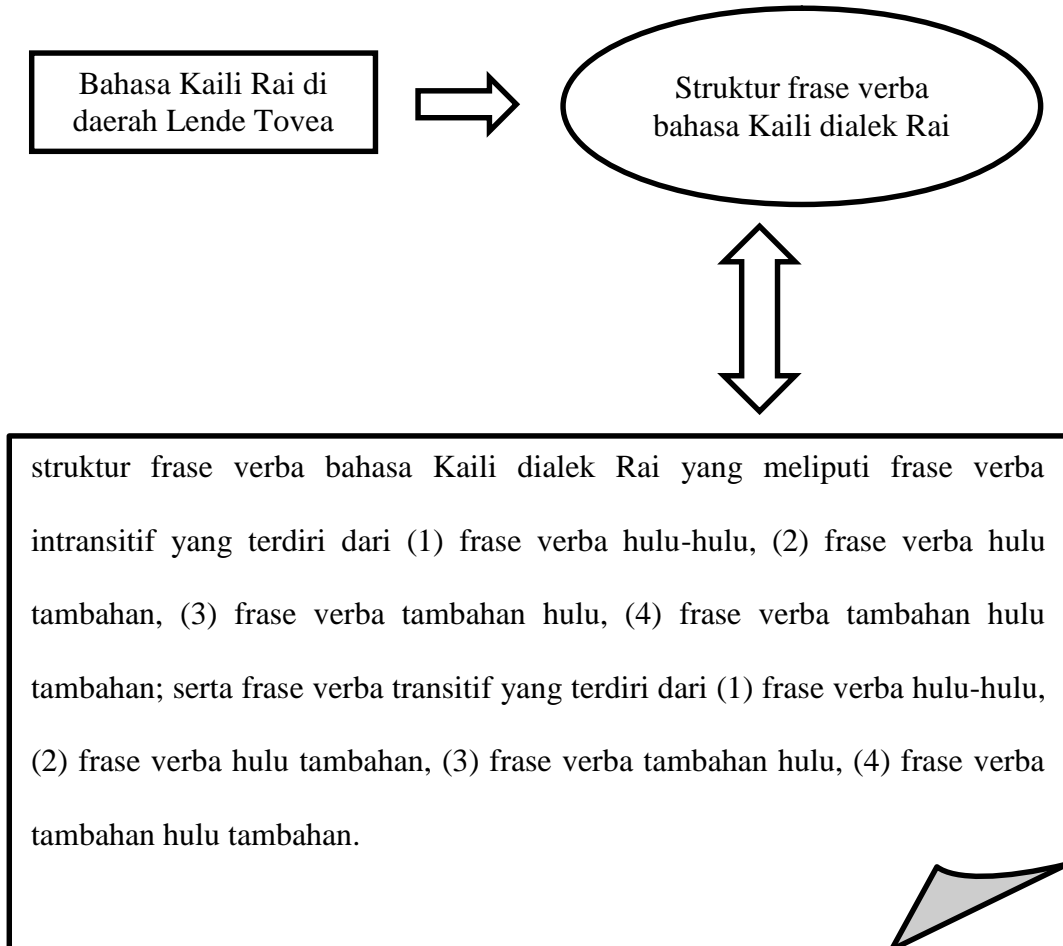 Bahasa Kaili Rai di
daerah Lende Tovea
Struktur frase verba
bahasa Kaili dialek Rai
struktur frase verba bahasa Kaili dialek Rai yang meliputi frase verba
intransitif yang terdiri dari (1) frase verba hulu-hulu, (2) frase verba hulu
tambahan, (3) frase verba tambahan hulu, (4) frase verba tambahan hulu
tambahan; serta frase verba transitif yang terdiri dari (1) frase verba hulu-hulu,
(2) frase verba hulu tambahan, (3) frase verba tambahan hulu, (4) frase verba
tambahan hulu tambahan.